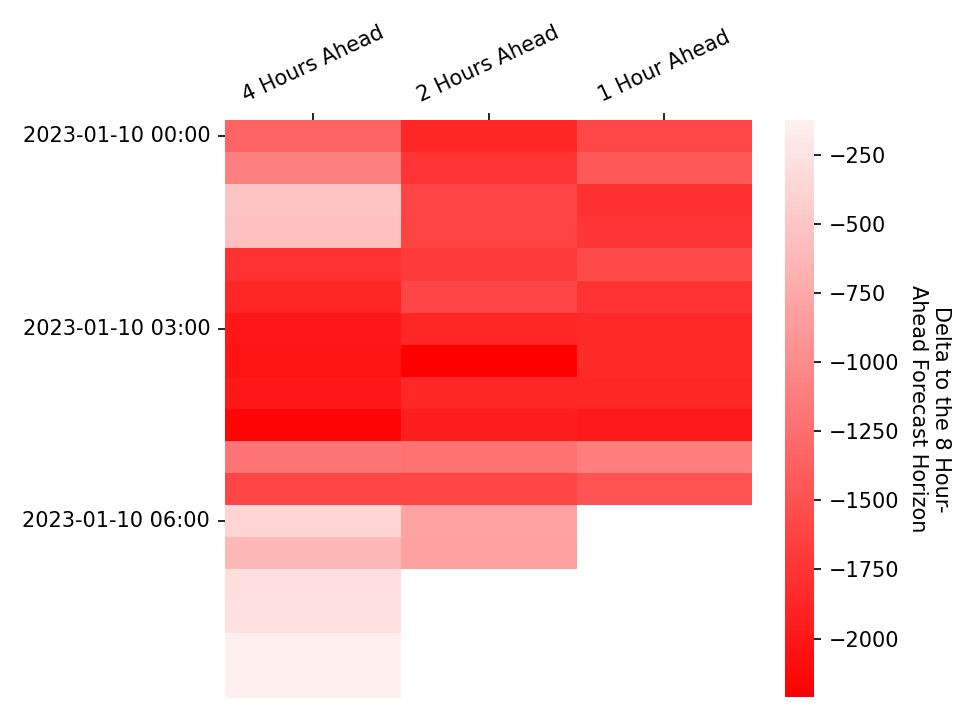 4 Hours Ahead
2 Hours Ahead
1 Hour Ahead
2023-01-10 00:00
2023-01-10 03:00
2023-01-10 06:00
−250
−500
−750
−1000
−1250
−1500
−1750
−2000
Delta to the 8 Hour-
Ahead Forecast Horizon